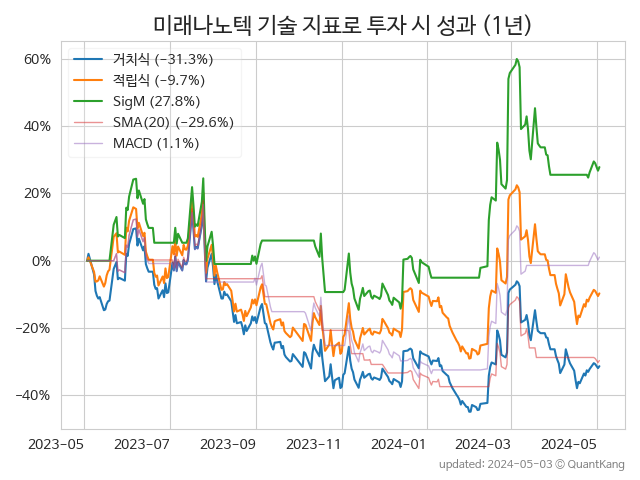 미래나노텍 기술 지표로 투자 시 성과 (1년)
60%
40%
20%
0%
−20%
−40%
거치식 (−31.3%)
적립식 (−9.7%)
SigM (27.8%)
SMA(20) (−29.6%)
MACD (1.1%)
2023-05
2023-07
2023-09
2023-11
2024-01
2024-03
2024-05
updated: 2024-05-03 © QuantKang